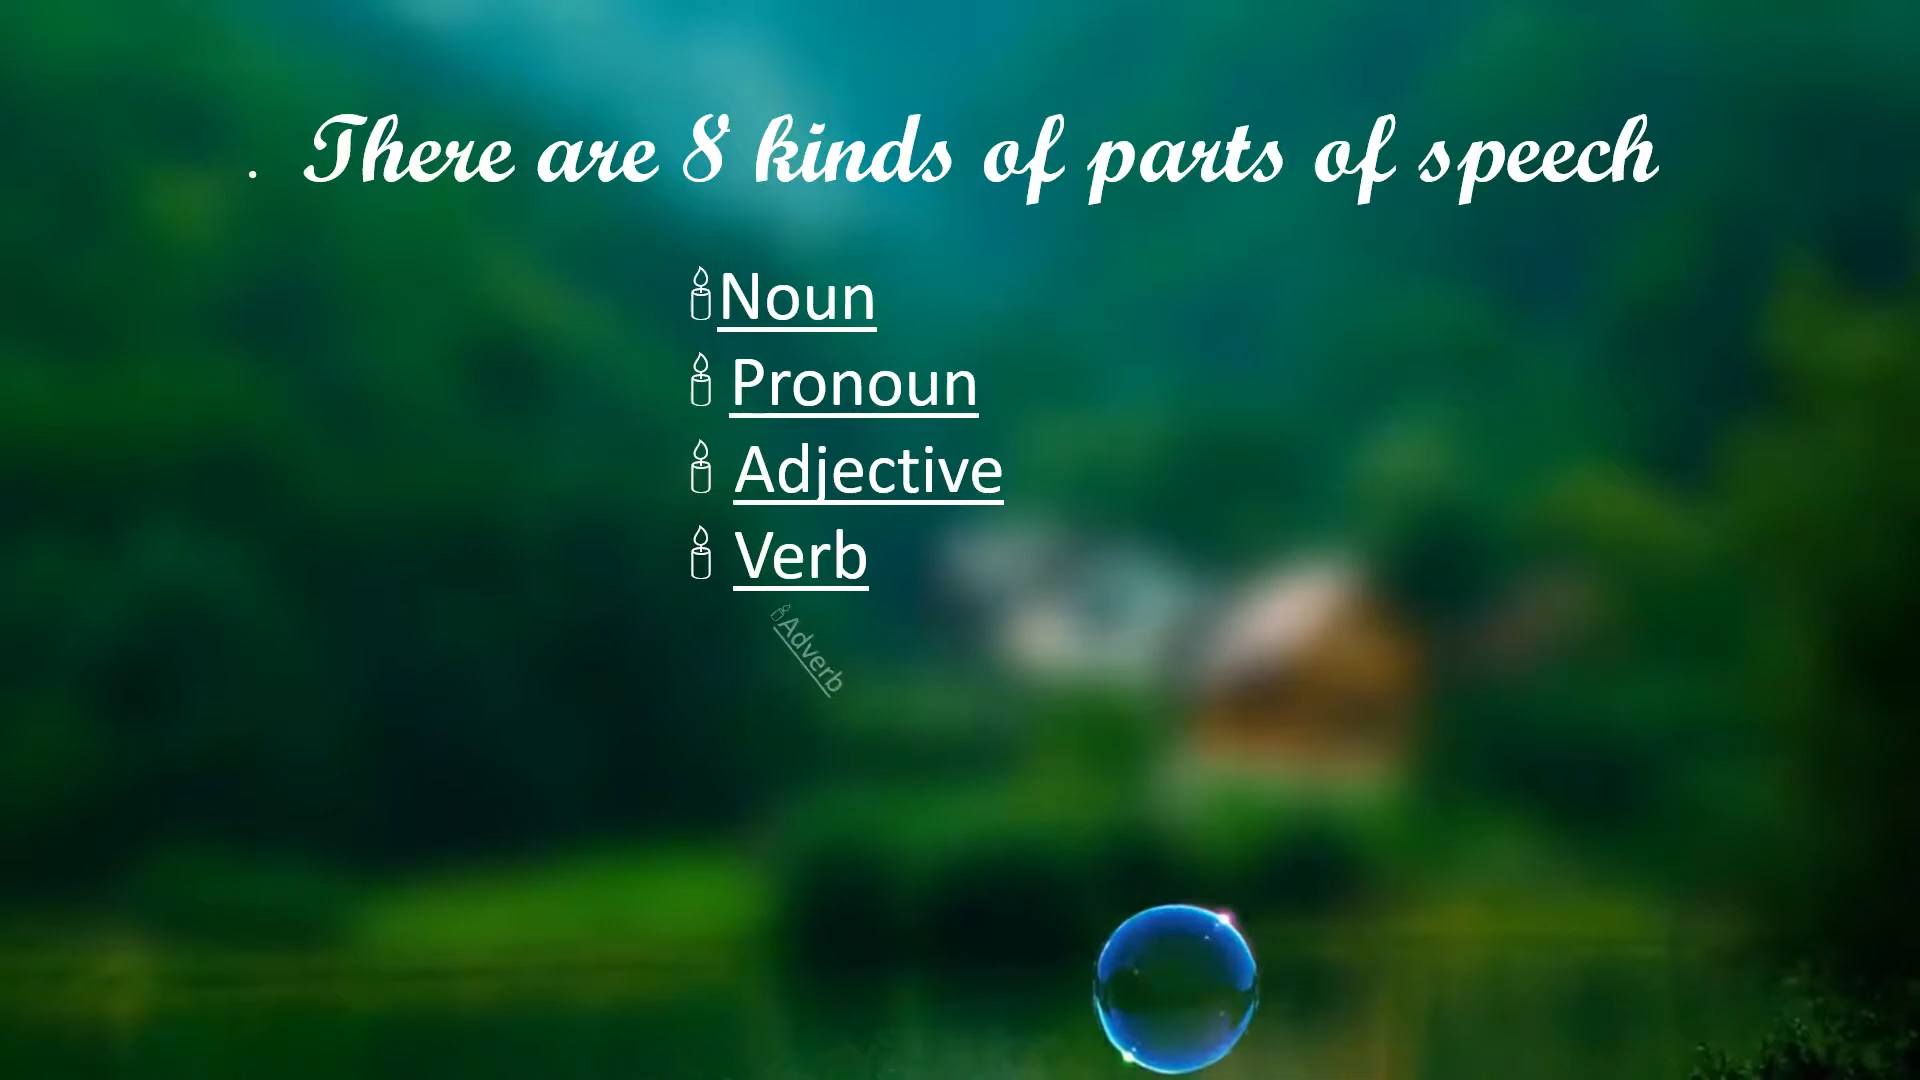 . There are 8 kinds of parts of speech
🕯Noun
🕯 Pronoun
🕯 Adjective
🕯 Verb
🕯Adverb